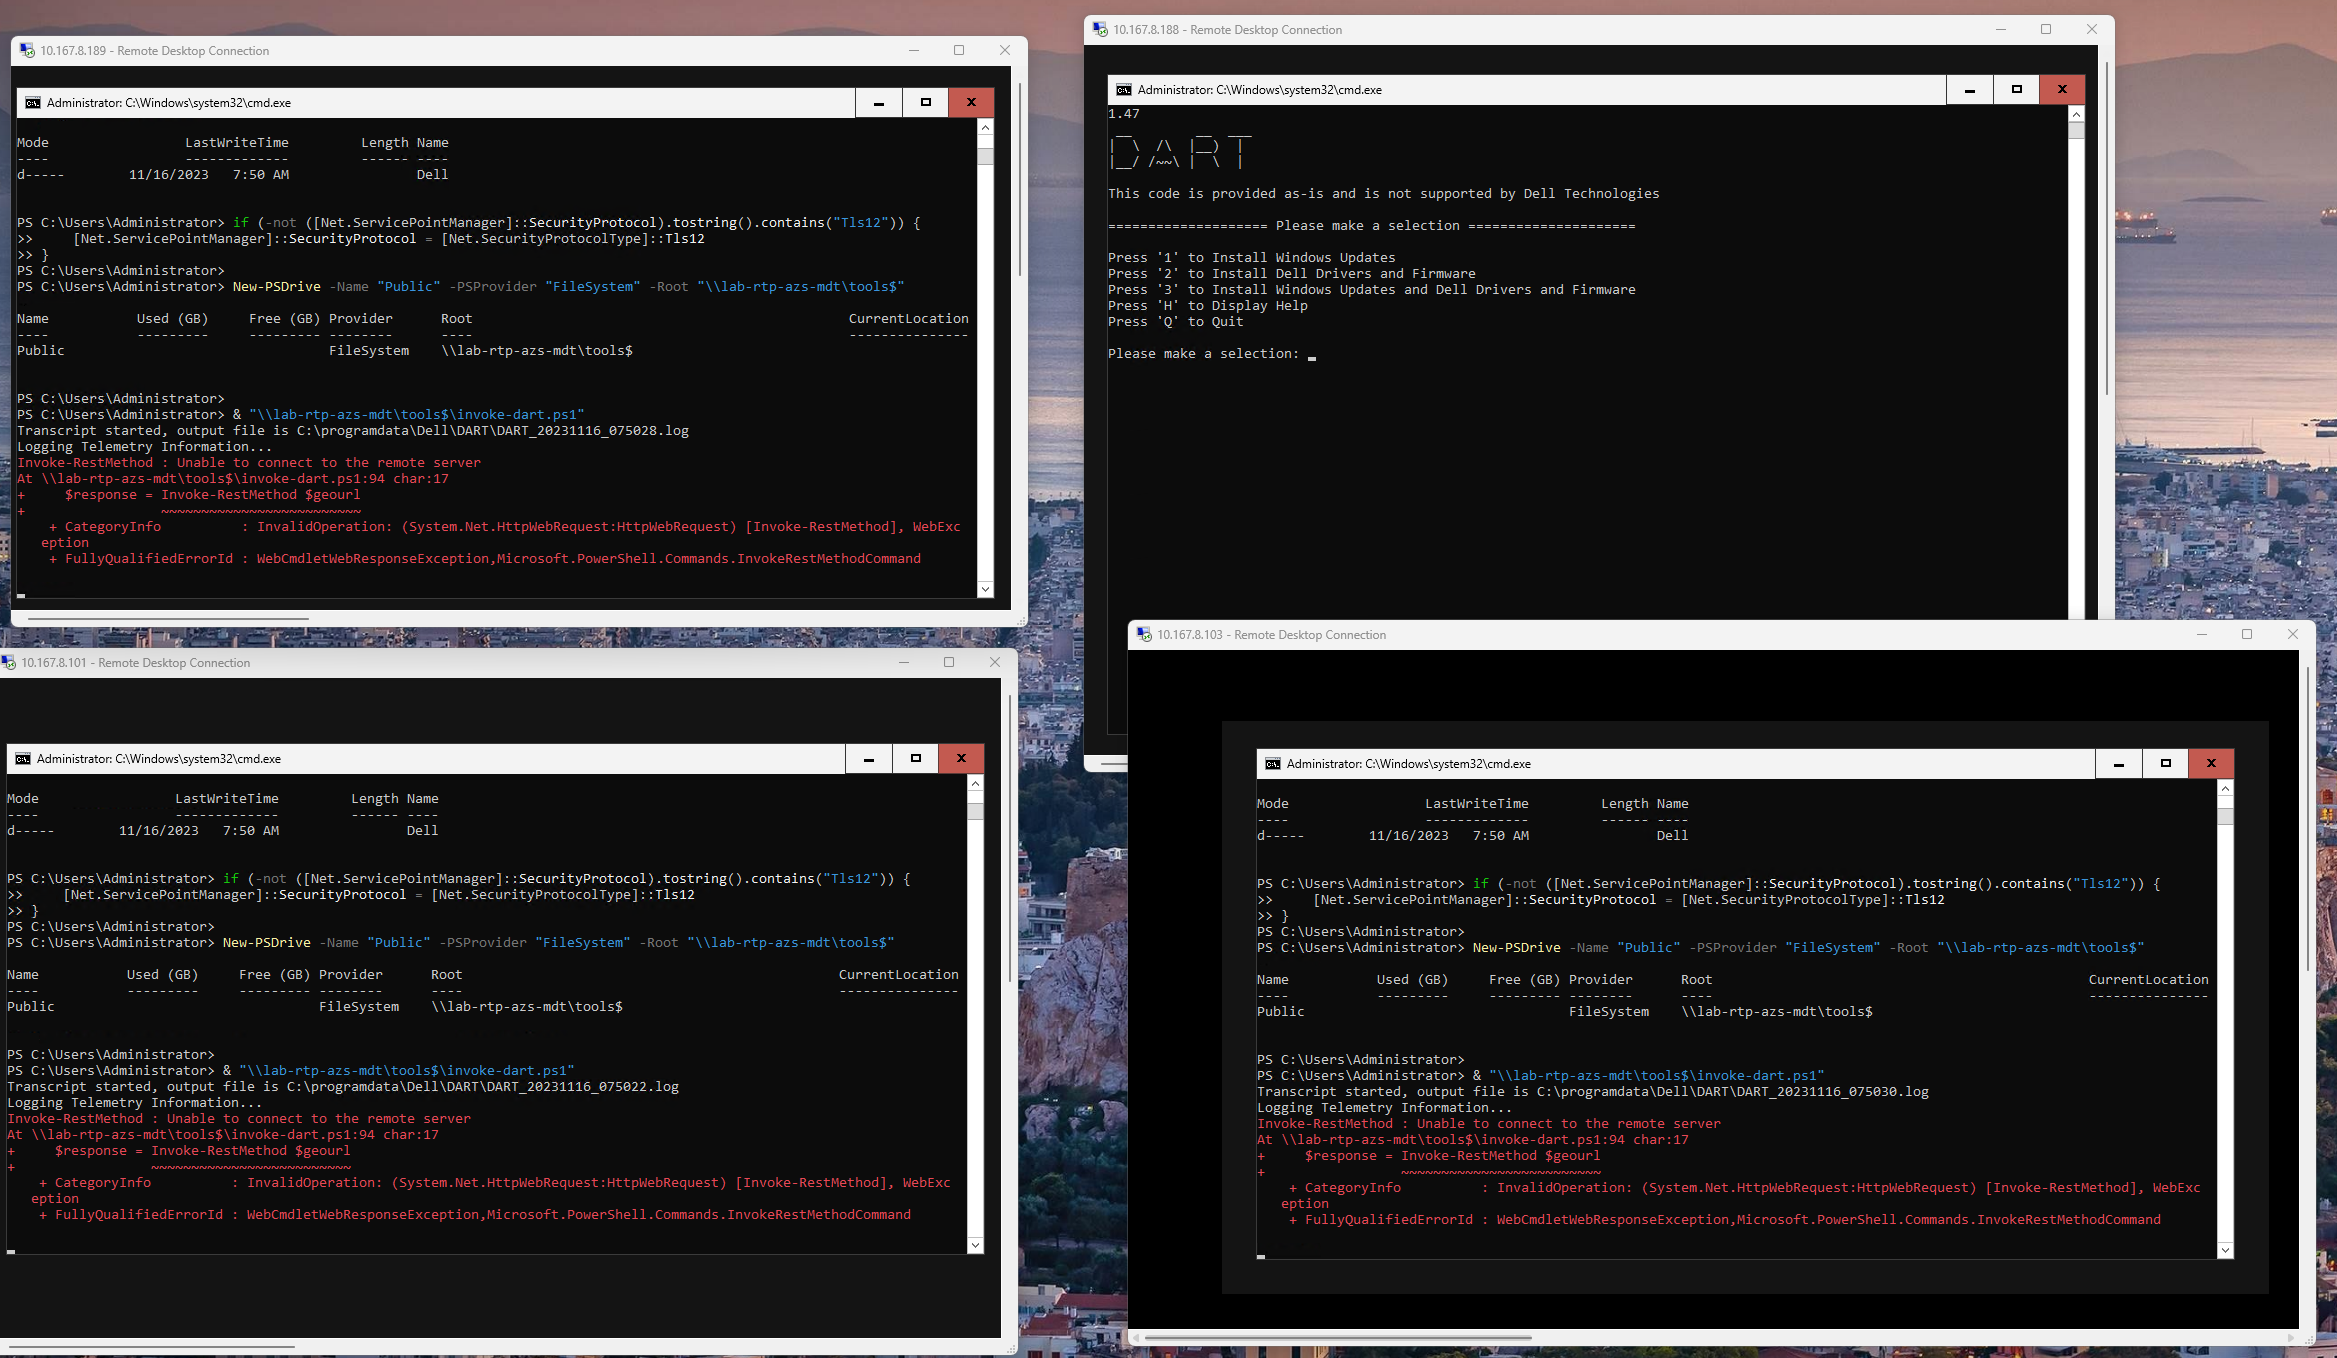 10.167.8.189 - Remote Desktop Connection
Administrator: C:\Windows\system32\cmd.exe
Mode                 LastWriteTime         Length Name
----                 -------------         ------ ----
d-----        11/16/2023   7:50 AM                Dell
PS C:\Users\Administrator> if (-not ([Net.ServicePointManager]::SecurityProtocol).tostring().contains("Tls12")) {
>>     [Net.ServicePointManager]::SecurityProtocol = [Net.SecurityProtocolType]::Tls12
>> }
PS C:\Users\Administrator>
PS C:\Users\Administrator> New-PSDrive -Name "Public" -PSProvider "FileSystem" -Root "\\lab-rtp-azs-mdt\tools$"
Name           Used (GB)     Free (GB) Provider      Root                                               CurrentLocation
----           ---------     --------- --------      ----                                               ---------------
Public                                 FileSystem    \\lab-rtp-azs-mdt\tools$
PS C:\Users\Administrator>
PS C:\Users\Administrator> & "\\lab-rtp-azs-mdt\tools$\invoke-dart.ps1"
Transcript started, output file is C:\programdata\Dell\DART\DART_20231116_075028.log
Logging Telemetry Information...
Invoke-RestMethod : Unable to connect to the remote server
At \\lab-rtp-azs-mdt\tools$\invoke-dart.ps1:94 char:17
+     $response = Invoke-RestMethod $geourl
+                 ~~~~~~~~~~~~~~~~~~~~~~~~~
    + CategoryInfo          : InvalidOperation: (System.Net.HttpWebRequest:HttpWebRequest) [Invoke-RestMethod], WebExc
   eption
    + FullyQualifiedErrorId : WebCmdletWebResponseException,Microsoft.PowerShell.Commands.InvokeRestMethodCommand
10.167.8.188 - Remote Desktop Connection
Administrator: C:\Windows\system32\cmd.exe
1.47
DART
This code is provided as-is and is not supported by Dell Technologies
==================== Please make a selection =====================
Press '1' to Install Windows Updates
Press '2' to Install Dell Drivers and Firmware
Press '3' to Install Windows Updates and Dell Drivers and Firmware
Press 'H' to Display Help
Press 'Q' to Quit
Please make a selection:
10.167.8.101 - Remote Desktop Connection
Administrator: C:\Windows\system32\cmd.exe
Mode                 LastWriteTime         Length Name
----                 -------------         ------ ----
d-----        11/16/2023   7:50 AM                Dell
PS C:\Users\Administrator> if (-not ([Net.ServicePointManager]::SecurityProtocol).tostring().contains("Tls12")) {
>>     [Net.ServicePointManager]::SecurityProtocol = [Net.SecurityProtocolType]::Tls12
>> }
PS C:\Users\Administrator>
PS C:\Users\Administrator> New-PSDrive -Name "Public" -PSProvider "FileSystem" -Root "\\lab-rtp-azs-mdt\tools$"
Name           Used (GB)     Free (GB) Provider      Root                                               CurrentLocation
----           ---------     --------- --------      ----                                               ---------------
Public                                 FileSystem    \\lab-rtp-azs-mdt\tools$
PS C:\Users\Administrator>
PS C:\Users\Administrator> & "\\lab-rtp-azs-mdt\tools$\invoke-dart.ps1"
Transcript started, output file is C:\programdata\Dell\DART\DART_20231116_075022.log
Logging Telemetry Information...
Invoke-RestMethod : Unable to connect to the remote server
At \\lab-rtp-azs-mdt\tools$\invoke-dart.ps1:94 char:17
+     $response = Invoke-RestMethod $geourl
+                 ~~~~~~~~~~~~~~~~~~~~~~~~~
    + CategoryInfo          : InvalidOperation: (System.Net.HttpWebRequest:HttpWebRequest) [Invoke-RestMethod], WebExc
   eption
    + FullyQualifiedErrorId : WebCmdletWebResponseException,Microsoft.PowerShell.Commands.InvokeRestMethodCommand
10.167.8.103 - Remote Desktop Connection
Administrator: C:\Windows\system32\cmd.exe
Mode                 LastWriteTime         Length Name
----                 -------------         ------ ----
d-----        11/16/2023   7:50 AM                Dell
PS C:\Users\Administrator> if (-not ([Net.ServicePointManager]::SecurityProtocol).tostring().contains("Tls12")) {
>>     [Net.ServicePointManager]::SecurityProtocol = [Net.SecurityProtocolType]::Tls12
>> }
PS C:\Users\Administrator>
PS C:\Users\Administrator> New-PSDrive -Name "Public" -PSProvider "FileSystem" -Root "\\lab-rtp-azs-mdt\tools$"
Name           Used (GB)     Free (GB) Provider      Root                                               CurrentLocation
----           ---------     --------- --------      ----                                               ---------------
Public                                 FileSystem    \\lab-rtp-azs-mdt\tools$
PS C:\Users\Administrator>
PS C:\Users\Administrator> & "\\lab-rtp-azs-mdt\tools$\invoke-dart.ps1"
Transcript started, output file is C:\programdata\Dell\DART\DART_20231116_075030.log
Logging Telemetry Information...
Invoke-RestMethod : Unable to connect to the remote server
At \\lab-rtp-azs-mdt\tools$\invoke-dart.ps1:94 char:17
+     $response = Invoke-RestMethod $geourl
+                 ~~~~~~~~~~~~~~~~~~~~~~~~~
    + CategoryInfo          : InvalidOperation: (System.Net.HttpWebRequest:HttpWebRequest) [Invoke-RestMethod], WebExc
   eption
    + FullyQualifiedErrorId : WebCmdletWebResponseException,Microsoft.PowerShell.Commands.InvokeRestMethodCommand